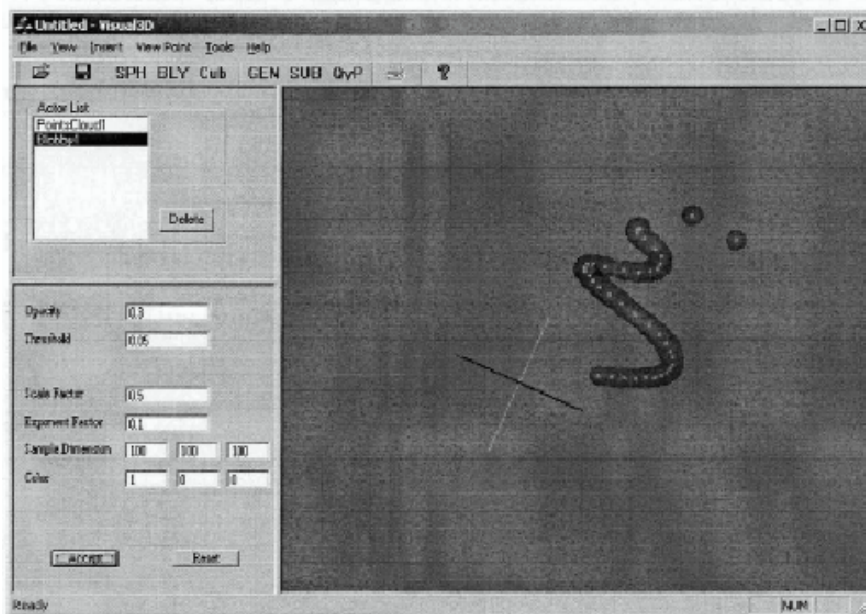 Untitled - Visual3D
File View Insert View Point Tools Help
SPH BLY Cub GEN SUB QvP ?
Actor List
PointsCloud1
Blobby1
Delete
Opacity 0.8
Threshold 0.05
Scale Factor 0.5
Exponent Factor 0.1
Sample Dimension 100 100 100
Color 1 0 0
Accept Reset
Ready NUM